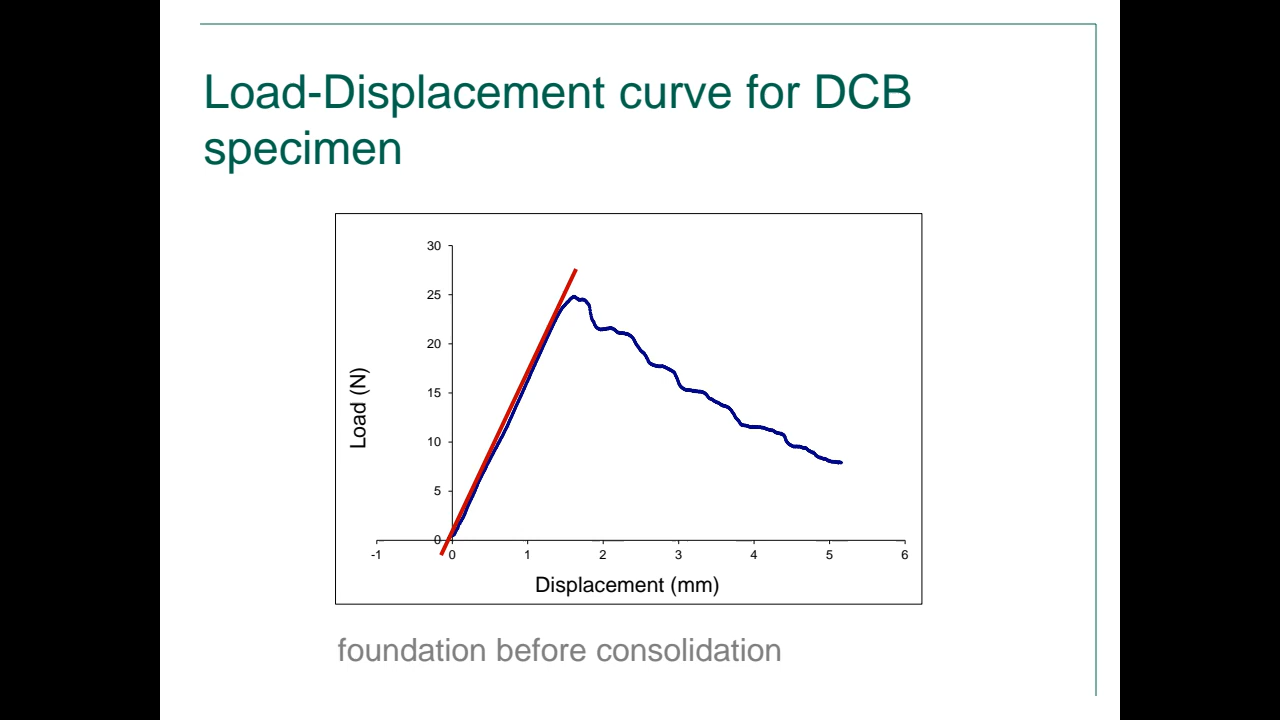 Load-Displacement curve for DCB
specimen
30
25
20
15
10
5
0
-1 0 1 2 3 4 5 6
Load (N)
Displacement (mm)
foundation before consolidation